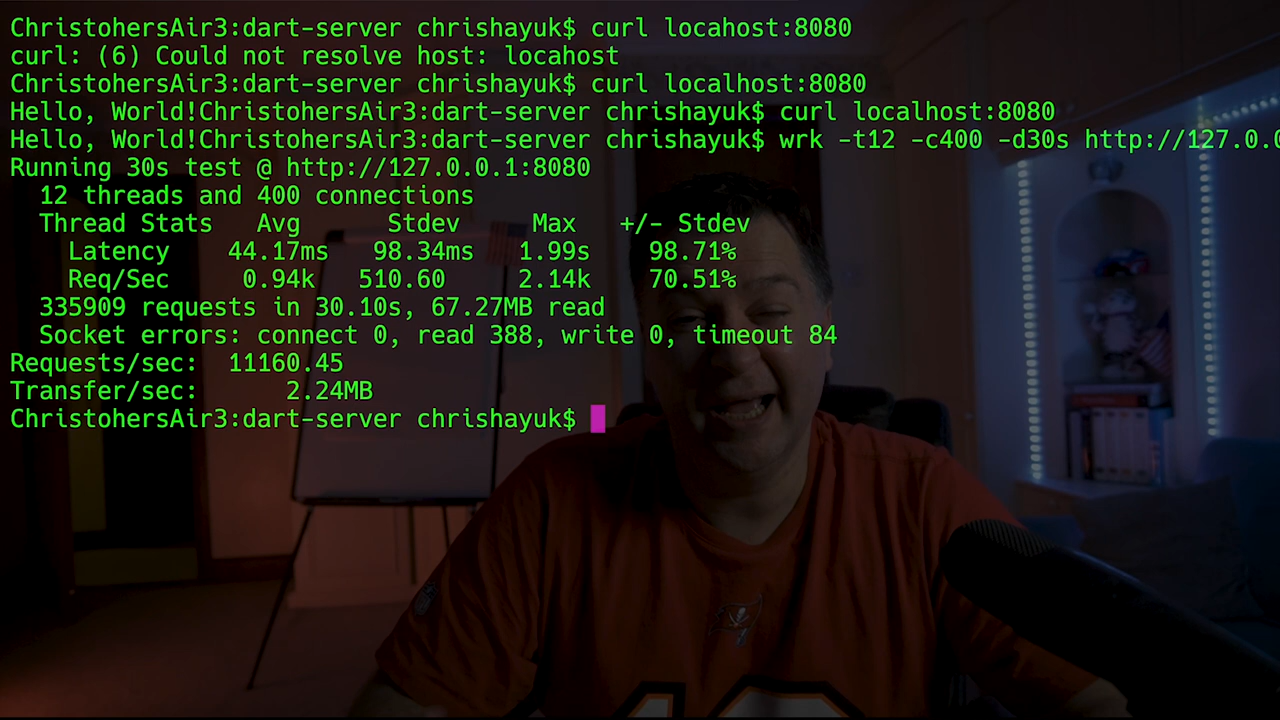 ChristohersAir3:dart-server chrishayuk$ curl locahost:8080
curl: (6) Could not resolve host: locahost
ChristohersAir3:dart-server chrishayuk$ curl localhost:8080
Hello, World!ChristohersAir3:dart-server chrishayuk$ curl localhost:8080
Hello, World!ChristohersAir3:dart-server chrishayuk$ wrk -t12 -c400 -d30s http://127.0.0
Running 30s test @ http://127.0.0.1:8080
  12 threads and 400 connections
  Thread Stats   Avg      Stdev     Max   +/- Stdev
    Latency    44.17ms   98.34ms   1.99s    98.71%
    Req/Sec     0.94k   510.60     2.14k    70.51%
  335909 requests in 30.10s, 67.27MB read
  Socket errors: connect 0, read 388, write 0, timeout 84
Requests/sec:  11160.45
Transfer/sec:      2.24MB
ChristohersAir3:dart-server chrishayuk$